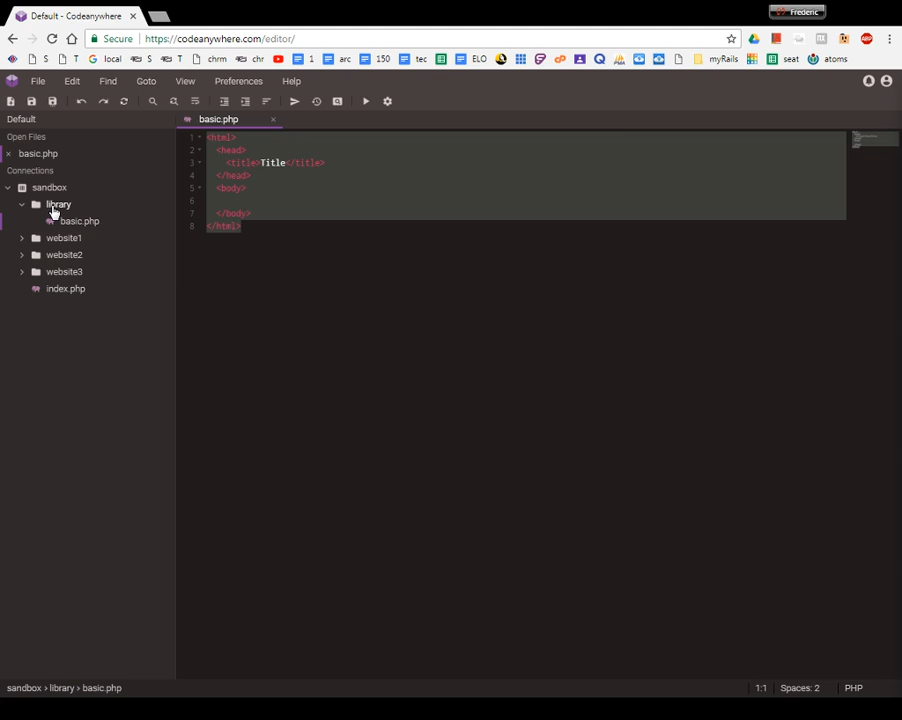 Default - Codeanywhere
Frederic
Secure https://codeanywhere.com/editor/
S T local chrm S T chr 1 arc 150 tec ELO myRails seat atoms
File Edit Find Goto View Preferences Help
Default
basic.php
Open Files
basic.php
Connections
sandbox
library
basic.php
website1
website2
website3
index.php
1 <html>
2 <head>
3 <title>Title</title>
4 </head>
5 <body>
6
7 </body>
8 </html>
sandbox › library › basic.php
1:1 Spaces: 2 PHP